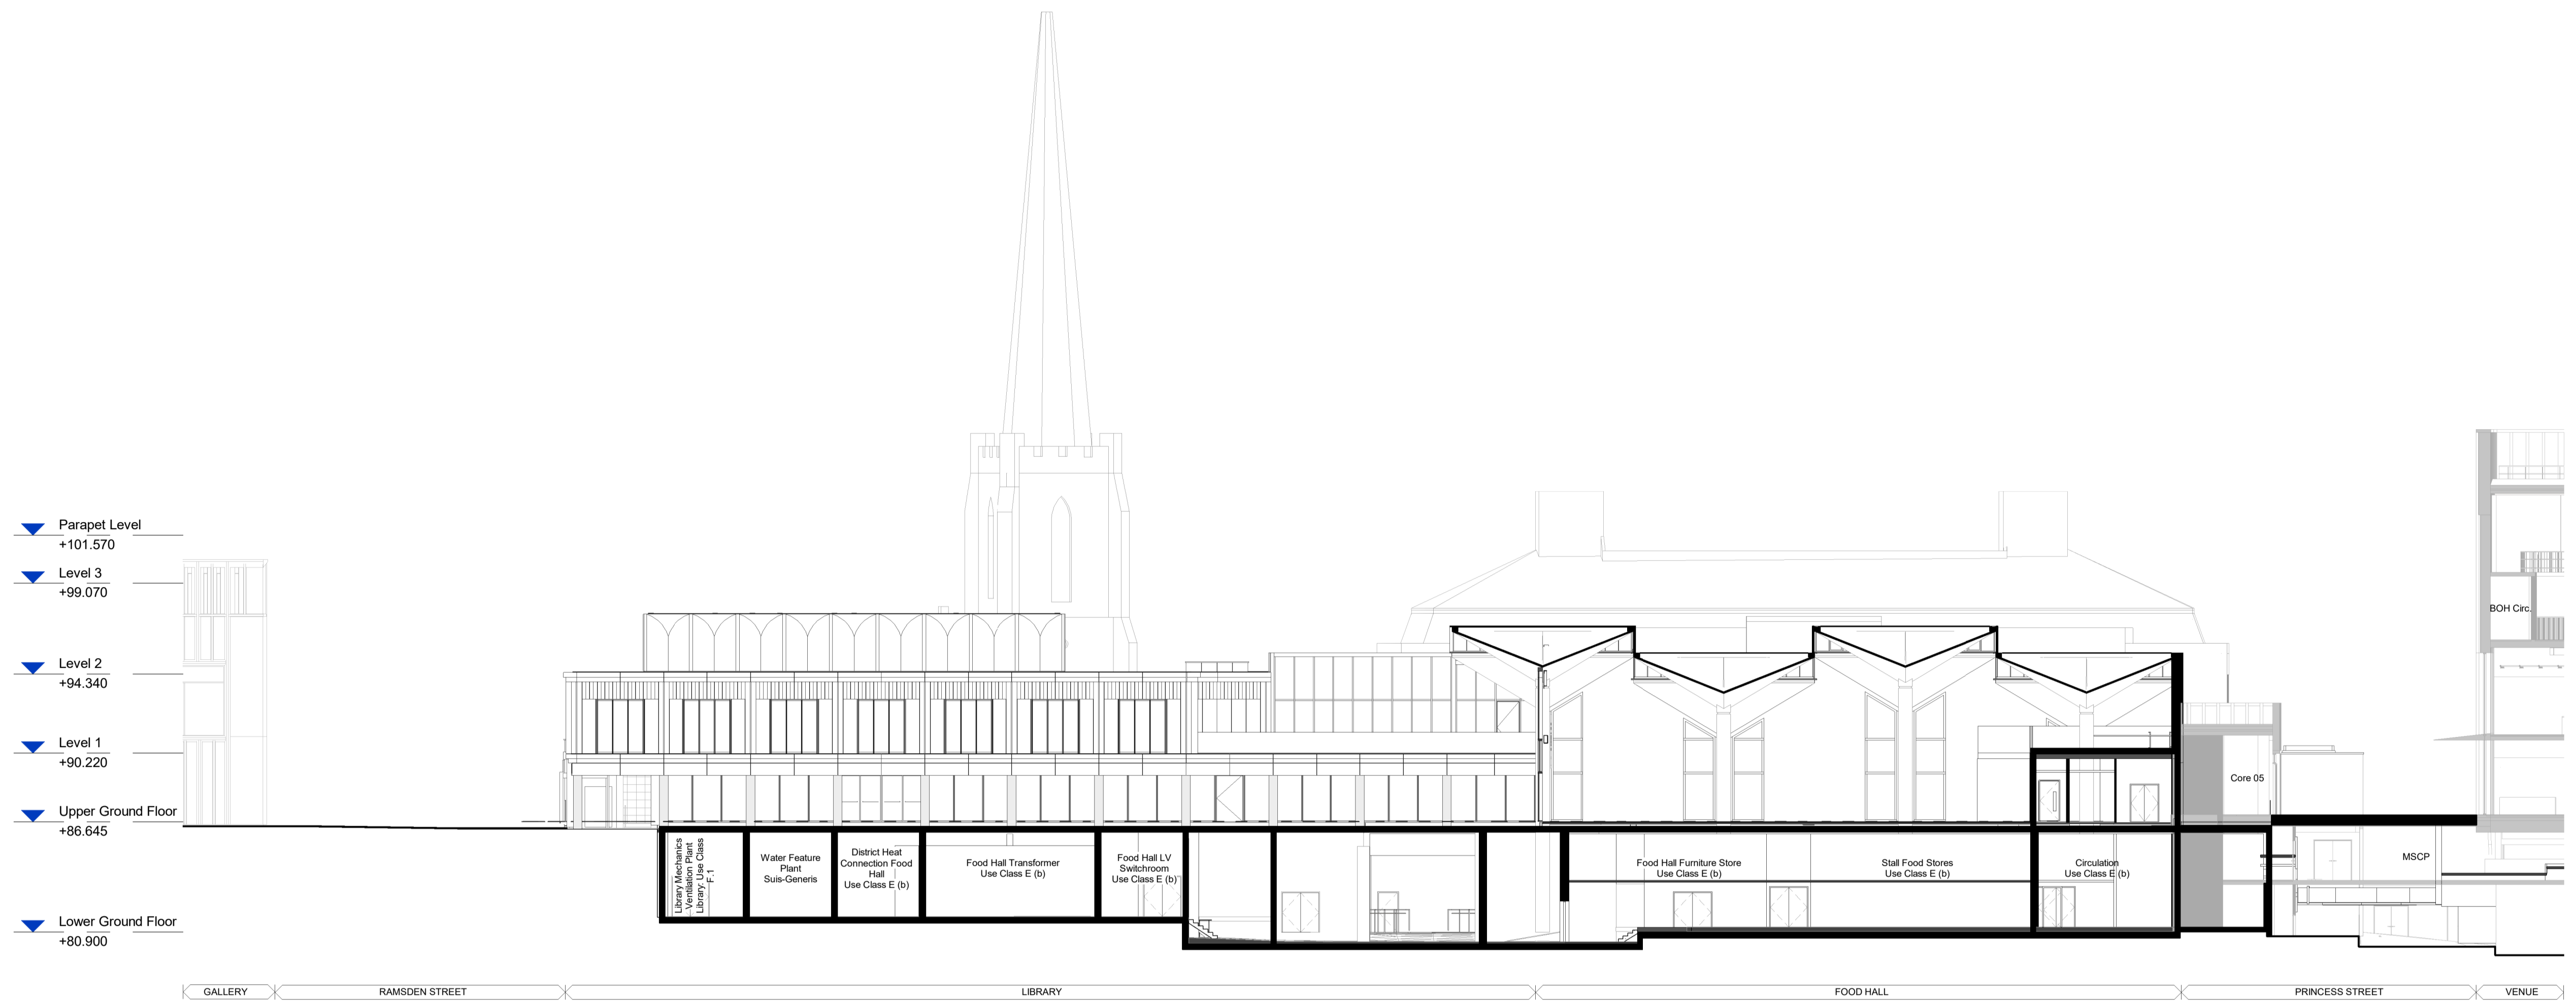 Parapet Level
+101.570
Level 3
+99.070
Level 2
+94.340
Level 1
+90.220
Upper Ground Floor
+86.645
Lower Ground Floor
+80.900
BOH Circ.
Core 05
MSCP
Library Mechanics
Ventilation Plant
Library: Use Class
F.1
Water Feature
Plant
Suis-Generis
District Heat
Connection Food
Hall
Use Class E (b)
Food Hall Transformer
Use Class E (b)
Food Hall LV
Switchroom
Use Class E (b)
Food Hall Furniture Store
Use Class E (b)
Stall Food Stores
Use Class E (b)
Circulation
Use Class E (b)
GALLERY
RAMSDEN STREET
LIBRARY
FOOD HALL
PRINCESS STREET
VENUE